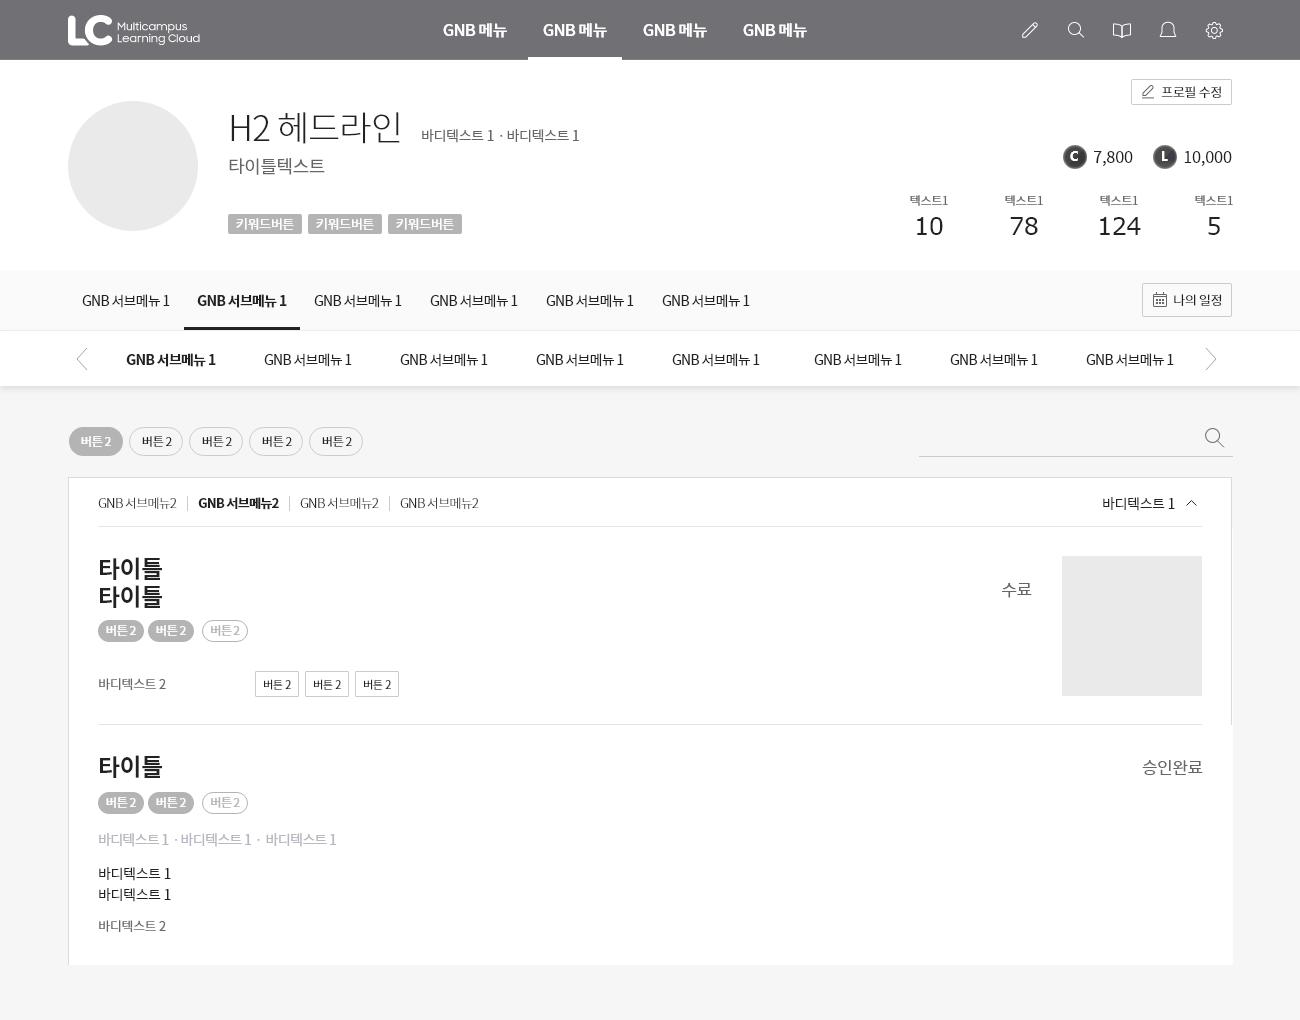 LC Multicampus Learning Cloud
GNB 메뉴 GNB 메뉴 GNB 메뉴 GNB 메뉴
프로필 수정
H2 헤드라인 바디텍스트 1 · 바디텍스트 1
타이틀텍스트
C 7,800 L 10,000
키워드버튼 키워드버튼 키워드버튼
텍스트1 텍스트1 텍스트1 텍스트1
10 78 124 5
GNB 서브메뉴 1 GNB 서브메뉴 1 GNB 서브메뉴 1 GNB 서브메뉴 1 GNB 서브메뉴 1 GNB 서브메뉴 1 나의 일정
GNB 서브메뉴 1 GNB 서브메뉴 1 GNB 서브메뉴 1 GNB 서브메뉴 1 GNB 서브메뉴 1 GNB 서브메뉴 1 GNB 서브메뉴 1 GNB 서브메뉴 1
버튼 2 버튼 2 버튼 2 버튼 2 버튼 2
GNB 서브메뉴2 GNB 서브메뉴2 GNB 서브메뉴2 GNB 서브메뉴2 바디텍스트 1
타이틀
타이틀
수료
버튼 2 버튼 2 버튼 2
바디텍스트 2 버튼 2 버튼 2 버튼 2
타이틀 승인완료
버튼 2 버튼 2 버튼 2
바디텍스트 1 · 바디텍스트 1 · 바디텍스트 1
바디텍스트 1
바디텍스트 1
바디텍스트 2